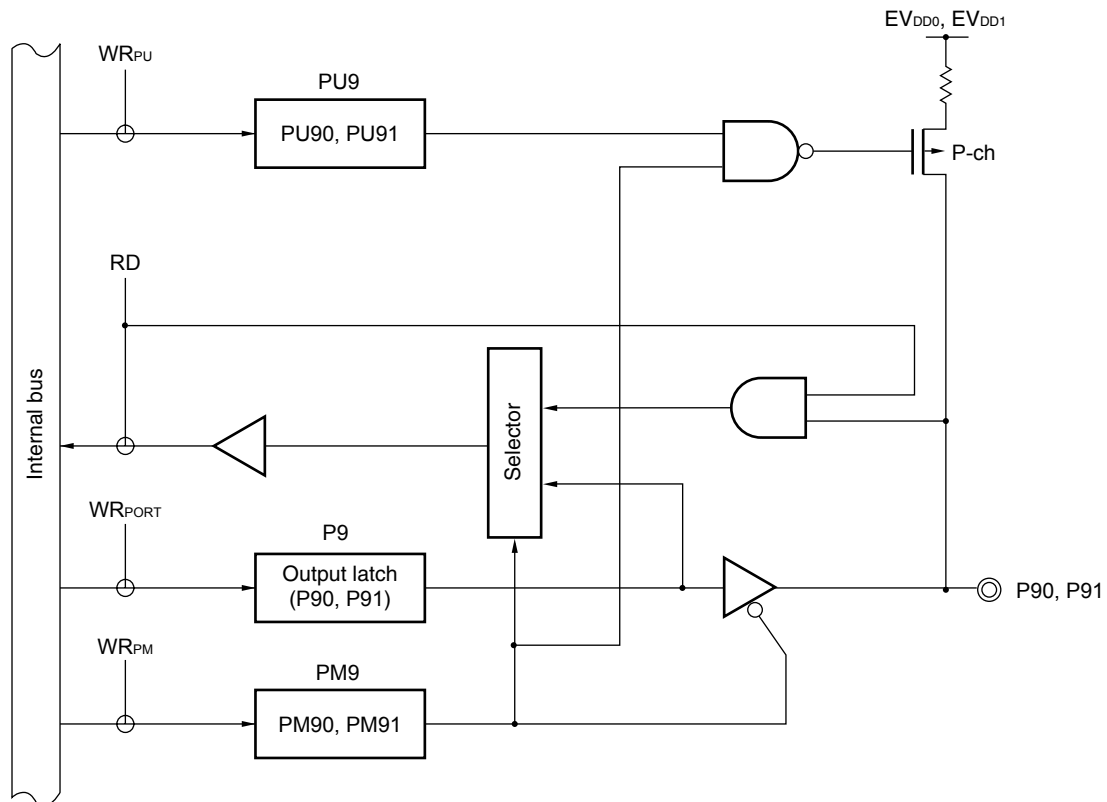 EVDD0, EVDD1
WRPU
PU9
PU90, PU91
P-ch
RD
Internal bus
Selector
WRPORT
P9
Output latch
(P90, P91)
P90, P91
WRPM
PM9
PM90, PM91